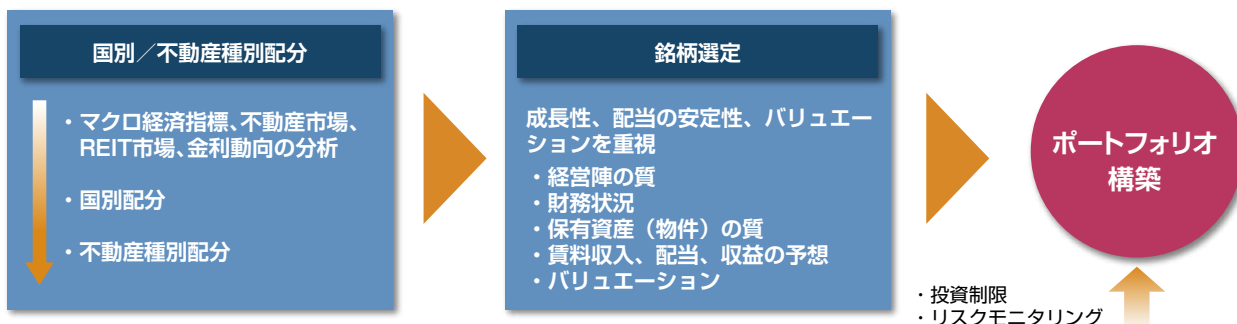 国別／不動産種別配分
・マクロ経済指標、不動産市場、
REIT市場、金利動向の分析
・国別配分
・不動産種別配分
銘柄選定
成長性、配当の安定性、バリュエー
ションを重視
・経営陣の質
・財務状況
・保有資産（物件）の質
・賃料収入、配当、収益の予想
・バリュエーション
ポートフォリオ
構築
・投資制限
・リスクモニタリング